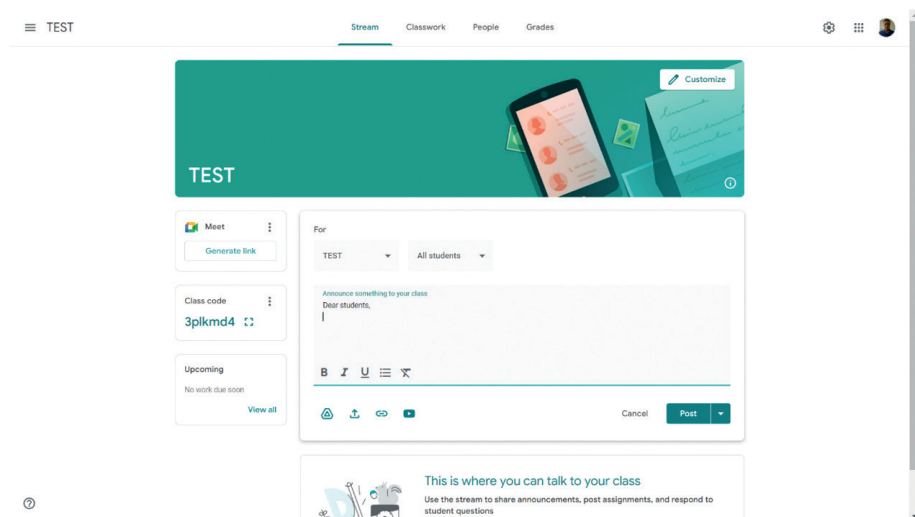 TEST
Stream Classwork People Grades
Customize
TEST
Meet
Generate link
Class code
3plkmd4
Upcoming
No work due soon
View all
For
TEST All students
Announce something to your class
Dear students,
B I U
Cancel Post
This is where you can talk to your class
Use the stream to share announcements, post assignments, and respond to
student questions